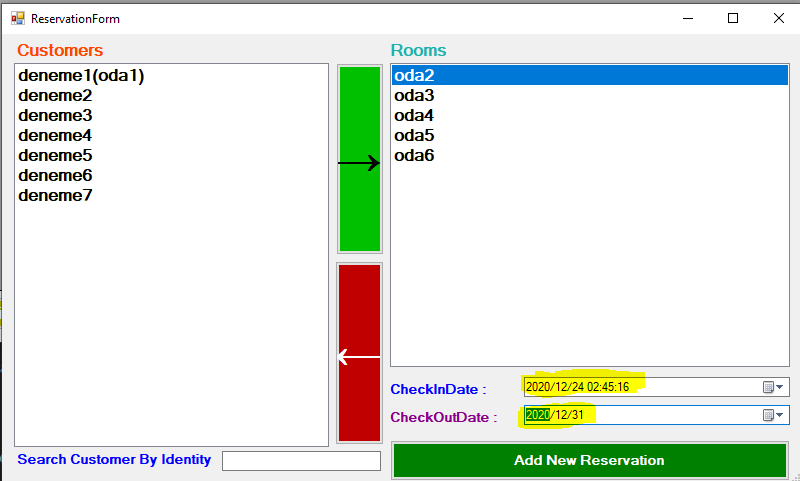 ReservationForm
Customers
deneme1(oda1)
deneme2
deneme3
deneme4
deneme5
deneme6
deneme7
Search Customer By Identity
Rooms
oda2
oda3
oda4
oda5
oda6
CheckInDate :
2020/12/24 02:45:16
CheckOutDate :
2020/12/31
Add New Reservation